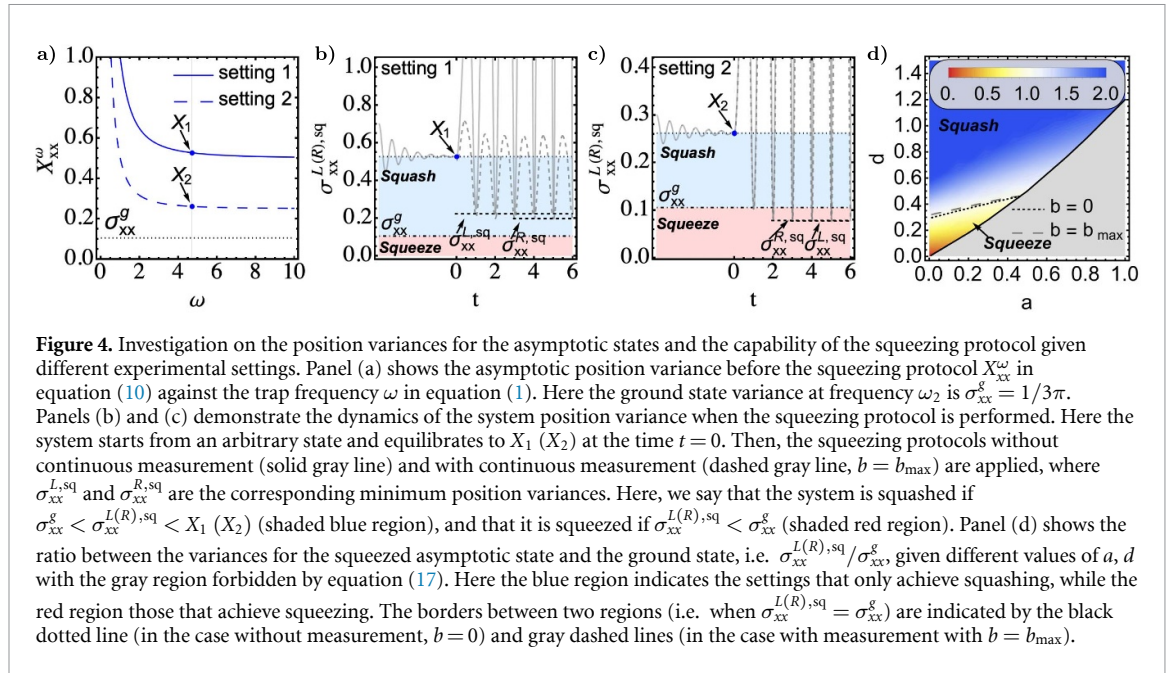 a)
1.0
0.8
0.6
0.4
0.2
0.0
0 2 4 6 8 10
X^ω_xx
ω
setting 1
setting 2
X₁
X₂
σ^g_xx
b)
1.0
0.8
0.6
0.4
0.2
0.0
0 1 2 3 4 5 6
σ^{L(R),sq}_xx
t
setting 1
X₁
Squash
σ^g_xx
Squeeze
σ^{L,sq}_xx
σ^{R,sq}_xx
c)
0.4
0.3
0.2
0.1
0.0
0 1 2 3 4 5 6
σ^{L(R),sq}_xx
t
setting 2
X₂
Squash
σ^g_xx
Squeeze
σ^{R,sq}_xx
σ^{L,sq}_xx
d)
1.4
1.2
1.0
0.8
0.6
0.4
0.2
0.0
0.0 0.2 0.4 0.6 0.8 1.0
d
a
0. 0.5 1.0 1.5 2.0
Squash
b = 0
b = b_max
Squeeze
Figure 4. Investigation on the position variances for the asymptotic states and the capability of the squeezing protocol given
different experimental settings. Panel (a) shows the asymptotic position variance before the squeezing protocol X^ω_xx in
equation (10) against the trap frequency ω in equation (1). Here the ground state variance at frequency ω₂ is σ^g_xx = 1/3π.
Panels (b) and (c) demonstrate the dynamics of the system position variance when the squeezing protocol is performed. Here the
system starts from an arbitrary state and equilibrates to X₁ (X₂) at the time t = 0. Then, the squeezing protocols without
continuous measurement (solid gray line) and with continuous measurement (dashed gray line, b = b_max) are applied, where
σ^{L,sq}_xx and σ^{R,sq}_xx are the corresponding minimum position variances. Here, we say that the system is squashed if
σ^g_xx < σ^{L(R),sq}_xx < X₁ (X₂) (shaded blue region), and that it is squeezed if σ^{L(R),sq}_xx < σ^g_xx (shaded red region). Panel (d) shows the
ratio between the variances for the squeezed asymptotic state and the ground state, i.e. σ^{L(R),sq}_xx/σ^g_xx, given different values of a, d
with the gray region forbidden by equation (17). Here the blue region indicates the settings that only achieve squashing, while the
red region those that achieve squeezing. The borders between two regions (i.e. when σ^{L(R),sq}_xx = σ^g_xx) are indicated by the black
dotted line (in the case without measurement, b = 0) and gray dashed lines (in the case with measurement with b = b_max).